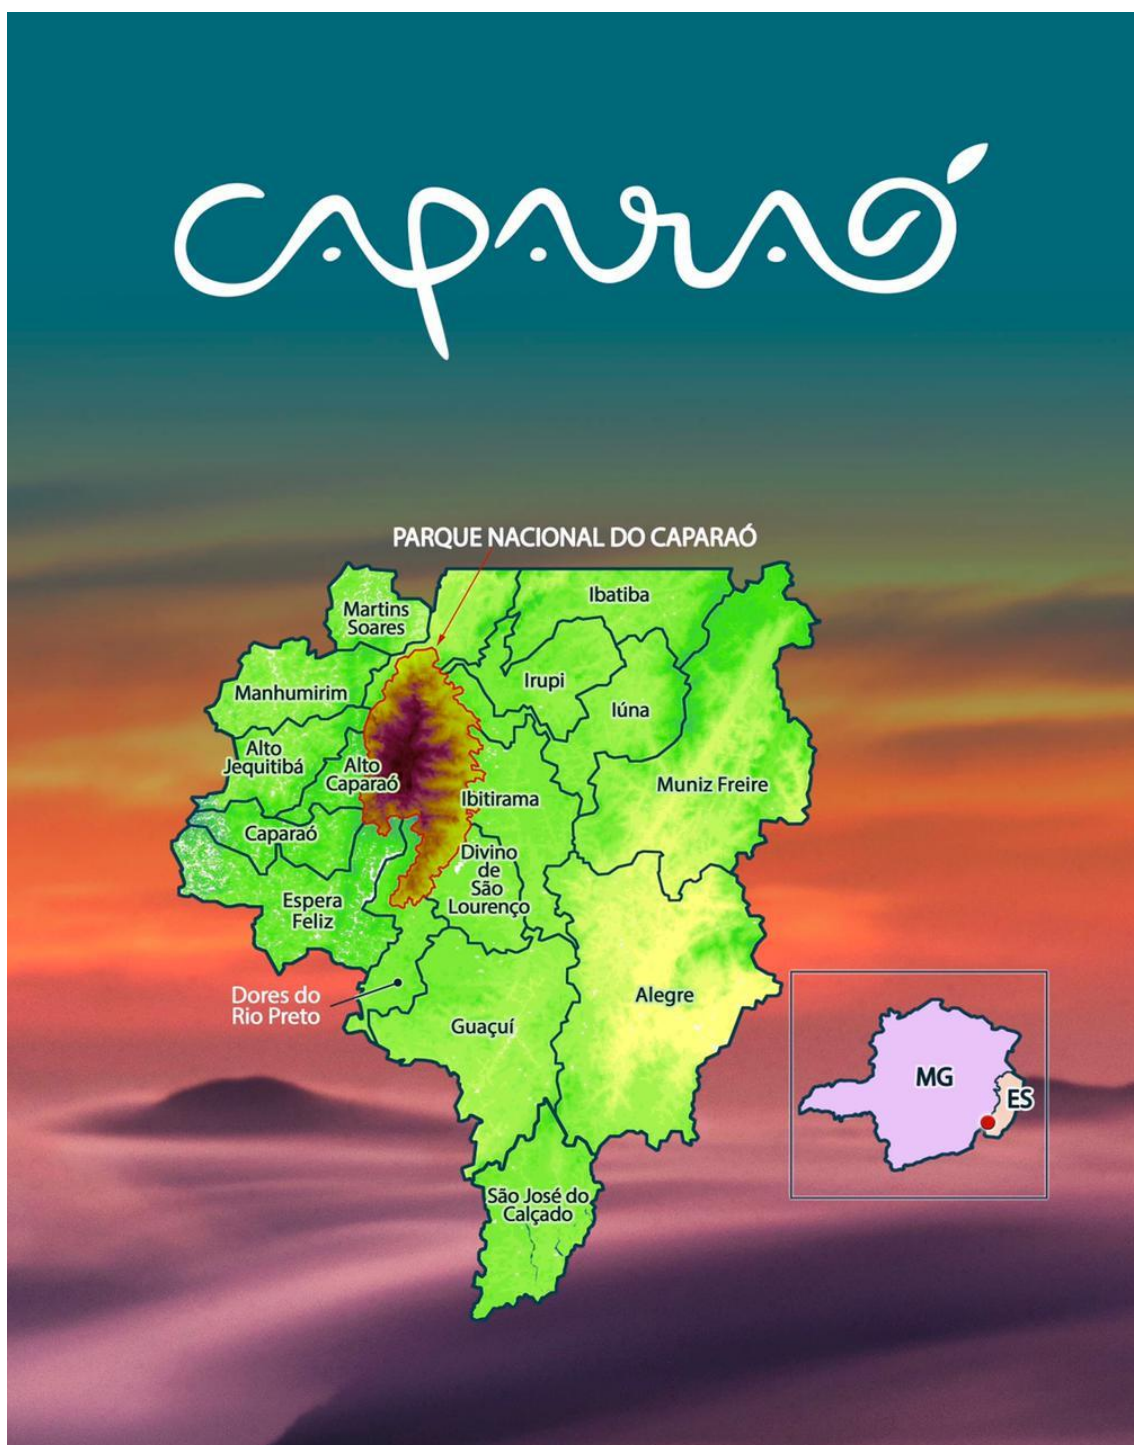 CAPARAÓ
PARQUE NACIONAL DO CAPARAÓ
Martins
Soares
Ibatiba
Manhumirim
Irupi
Iúna
Alto
Jequitibá
Alto
Caparaó
Ibitirama
Muniz Freire
Caparaó
Divino
de
São
Lourenço
Espera
Feliz
Dores do
Rio Preto
Guaçuí
Alegre
MG
ES
São José do
Calçado